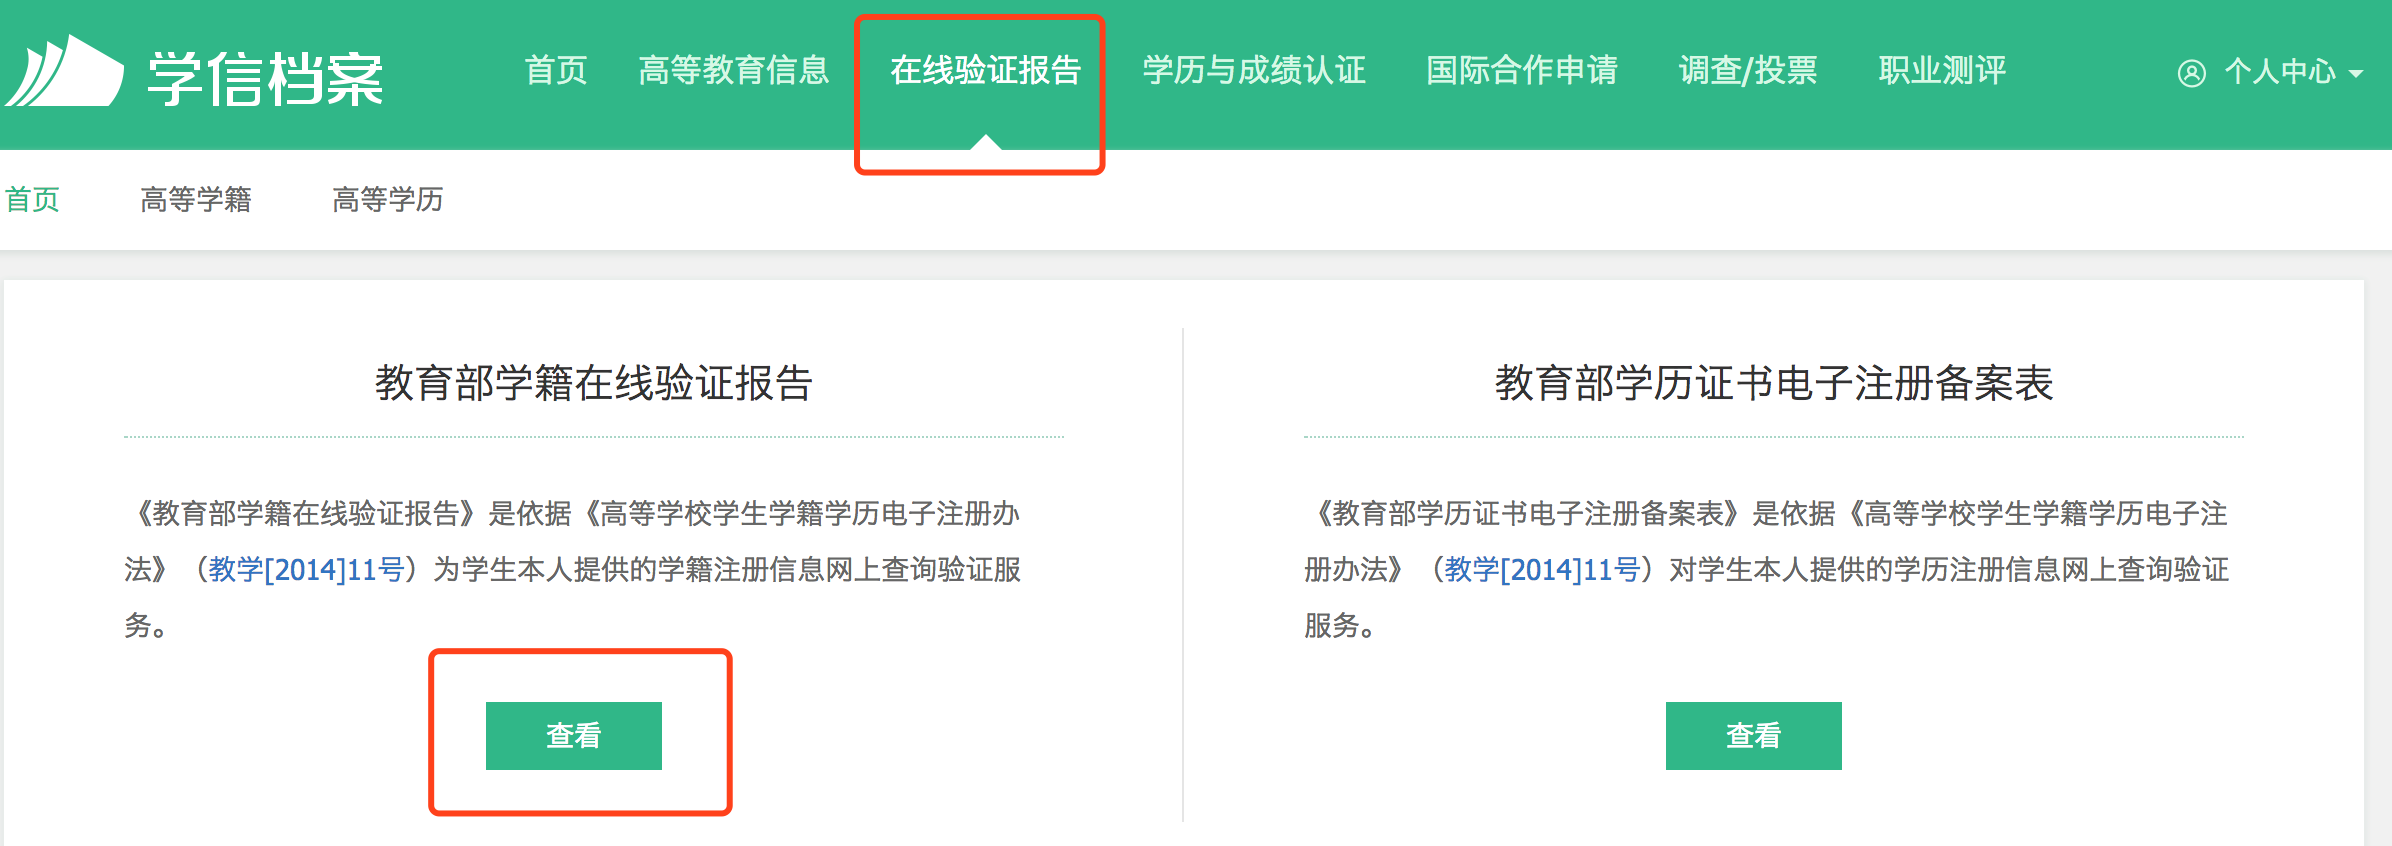 学信档案
首页 高等教育信息 在线验证报告 学历与成绩认证 国际合作申请 调查/投票 职业测评 个人中心
首页 高等学籍 高等学历
教育部学籍在线验证报告
《教育部学籍在线验证报告》是依据《高等学校学生学籍学历电子注册办
法》（教学[2014]11号）为学生本人提供的学籍注册信息网上查询验证服
务。
查看
教育部学历证书电子注册备案表
《教育部学历证书电子注册备案表》是依据《高等学校学生学籍学历电子注
册办法》（教学[2014]11号）对学生本人提供的学历注册信息网上查询验证
服务。
查看